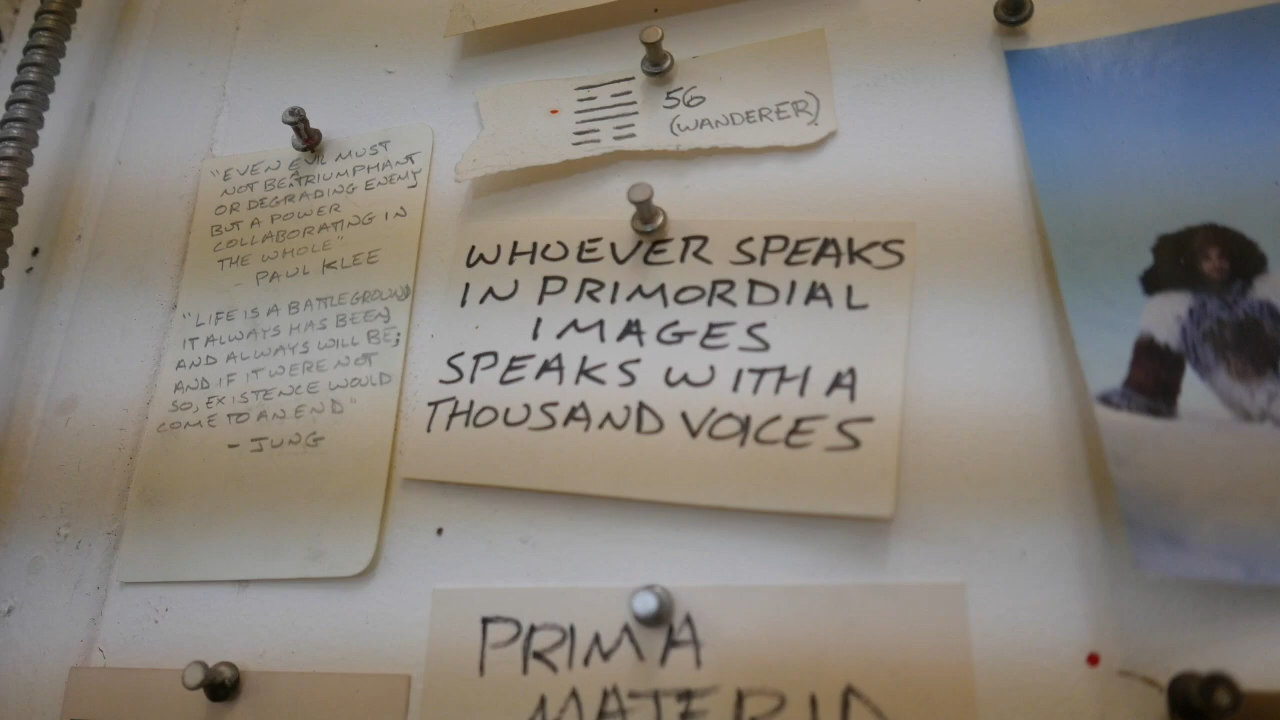 56
(WANDERER)
"EVEN EVIL MUST
NOT BE A TRIUMPHANT
OR DEGRADING ENEMY
BUT A POWER
COLLABORATING IN
THE WHOLE"
- PAUL KLEE
"LIFE IS A BATTLEGROUND
IT ALWAYS HAS BEEN,
AND ALWAYS WILL BE;
AND IF IT WERE NOT
SO, EXISTENCE WOULD
COME TO AN END"
- JUNG
WHOEVER SPEAKS
IN PRIMORDIAL
IMAGES
SPEAKS WITH A
THOUSAND VOICES
PRIMA
MATERIA